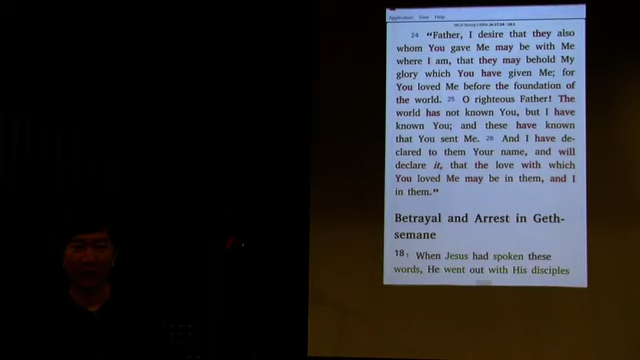 Application View Help
24 "Father, I desire that they also
whom You gave Me may be with Me
where I am, that they may behold My
glory which You have given Me; for
You loved Me before the foundation of
the world. 25 O righteous Father! The
world has not known You, but I have
known You; and these have known
that You sent Me. 26 And I have de-
clared to them Your name, and will
declare it, that the love with which
You loved Me may be in them, and I
in them."
Betrayal and Arrest in Geth-
semane
18 1 When Jesus had spoken these
words, He went out with His disciples